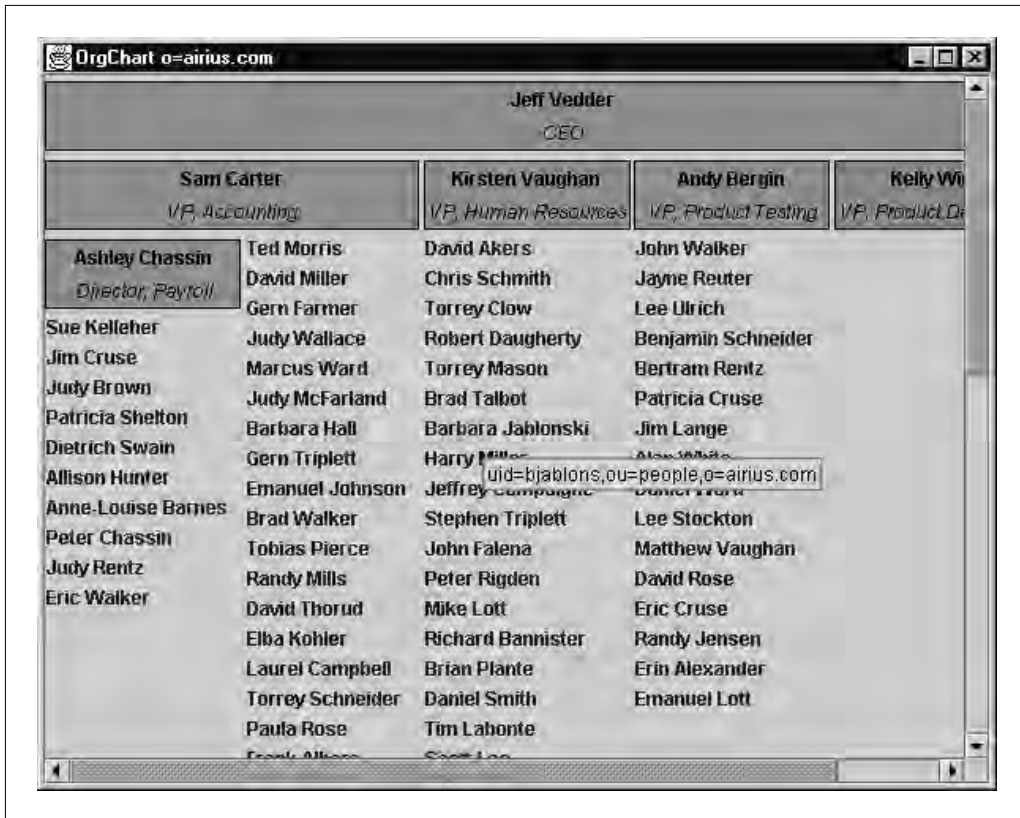 OrgChart o=airius.com
Jeff Vedder
CEO
Sam Carter
VP, Accounting
Kirsten Vaughan
VP, Human Resources
Andy Bergin
VP, Product Testing
Kelly
VP, Product
Ashley Chassin
Director, Payroll
Sue Kelleher
Jim Cruse
Judy Brown
Patricia Shelton
Dietrich Swain
Allison Hunter
Anne-Louise Barnes
Peter Chassin
Judy Rentz
Eric Walker
Ted Morris
David Miller
Gern Farmer
Judy Wallace
Marcus Ward
Judy McFarland
Barbara Hall
Gern Triplett
Emanuel Johnson
Brad Walker
Tobias Pierce
Randy Mills
David Thorud
Elba Kohler
Laurel Campbell
Torrey Schneider
Paula Rose
David Akers
Chris Schmith
Torrey Clow
Robert Daugherty
Torrey Mason
Brad Talbot
Barbara Jablonski
Harry
Jeffrey
Stephen Triplett
John Falena
Peter Rigden
Mike Lott
Richard Bannister
Brian Plante
Daniel Smith
Tim Labonte
uid=bjablons,ou=people,o=airius.com
John Walker
Jayne Reuter
Lee Ulrich
Benjamin Schneider
Bertram Rentz
Patricia Cruse
Jim Lange
Lee Stockton
Matthew Vaughan
David Rose
Eric Cruse
Randy Jensen
Erin Alexander
Emanuel Lott